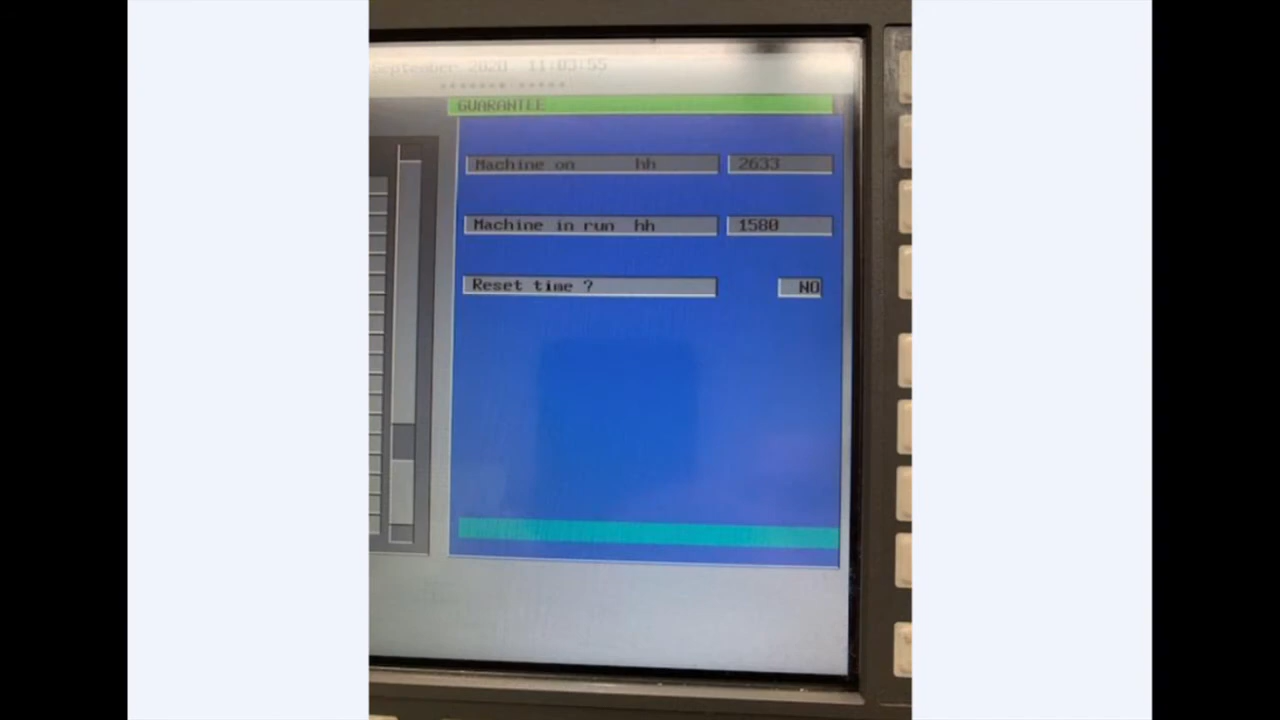 September 2020 11:03:55
GUARANTEE
Machine on hh 2633
Machine in run hh 1580
Reset time ? NO